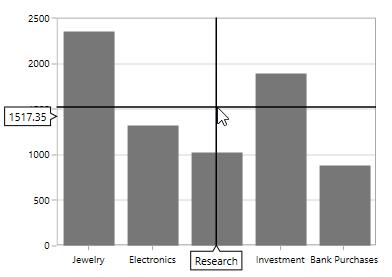 2500
2000
1517.35
1000
500
0
Jewelry
Electronics
Research
Investment
Bank Purchases